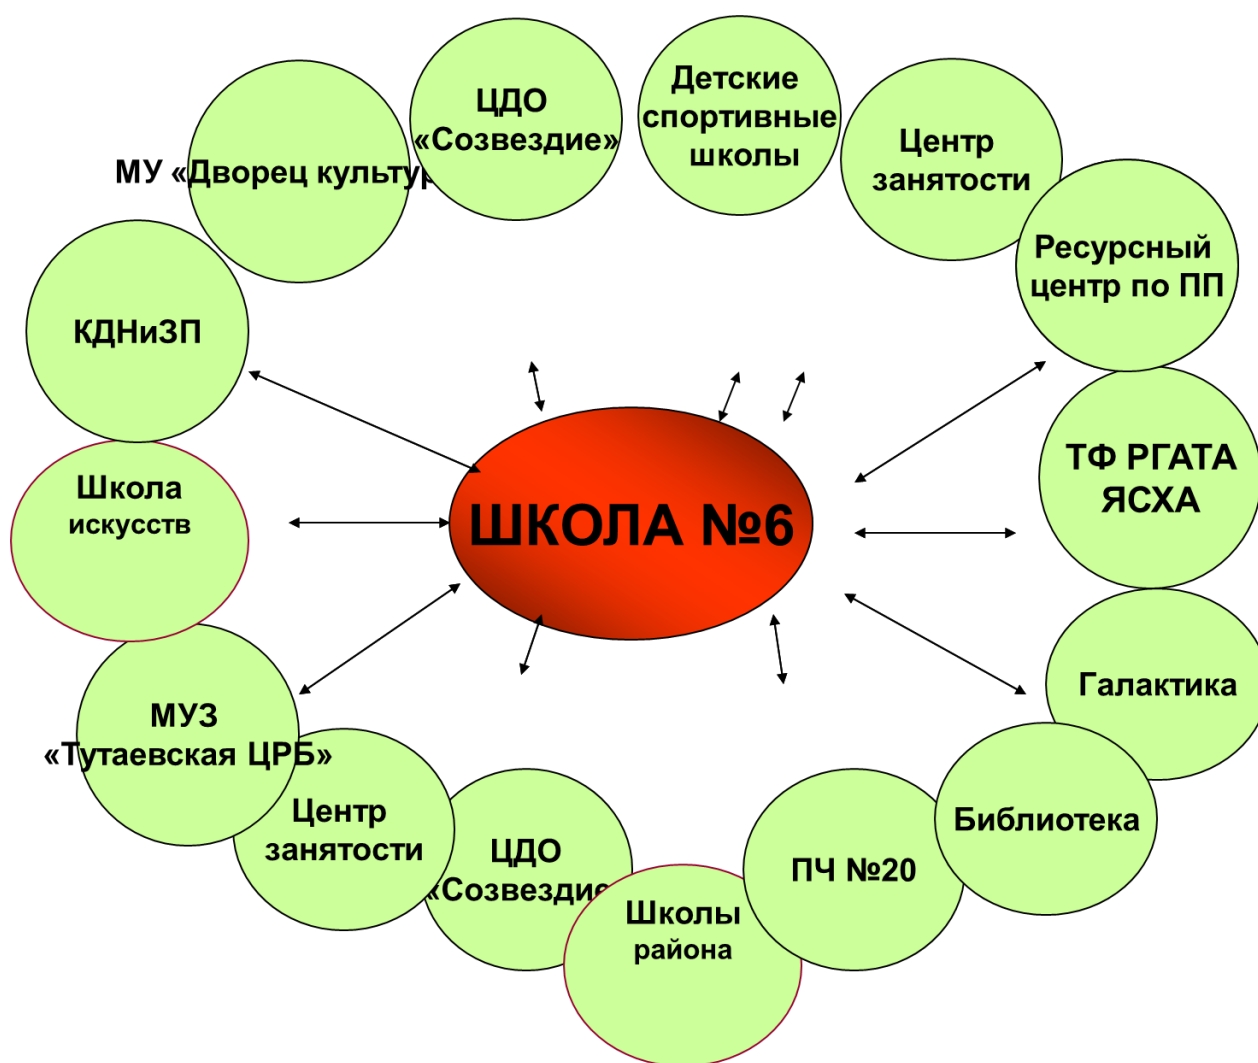 ЦДО
«Созвездие»
Детские
спортивные
школы
МУ «Дворец культур
Центр
занятости
Ресурсный
центр по ПП
КДНиЗП
ТФ РГАТА
ЯСХА
Школа
искусств
ШКОЛА №6
Галактика
МУЗ
«Тутаевская ЦРБ»
Центр
занятости
ЦДО
«Созвездие
Школы
района
ПЧ №20
Библиотека